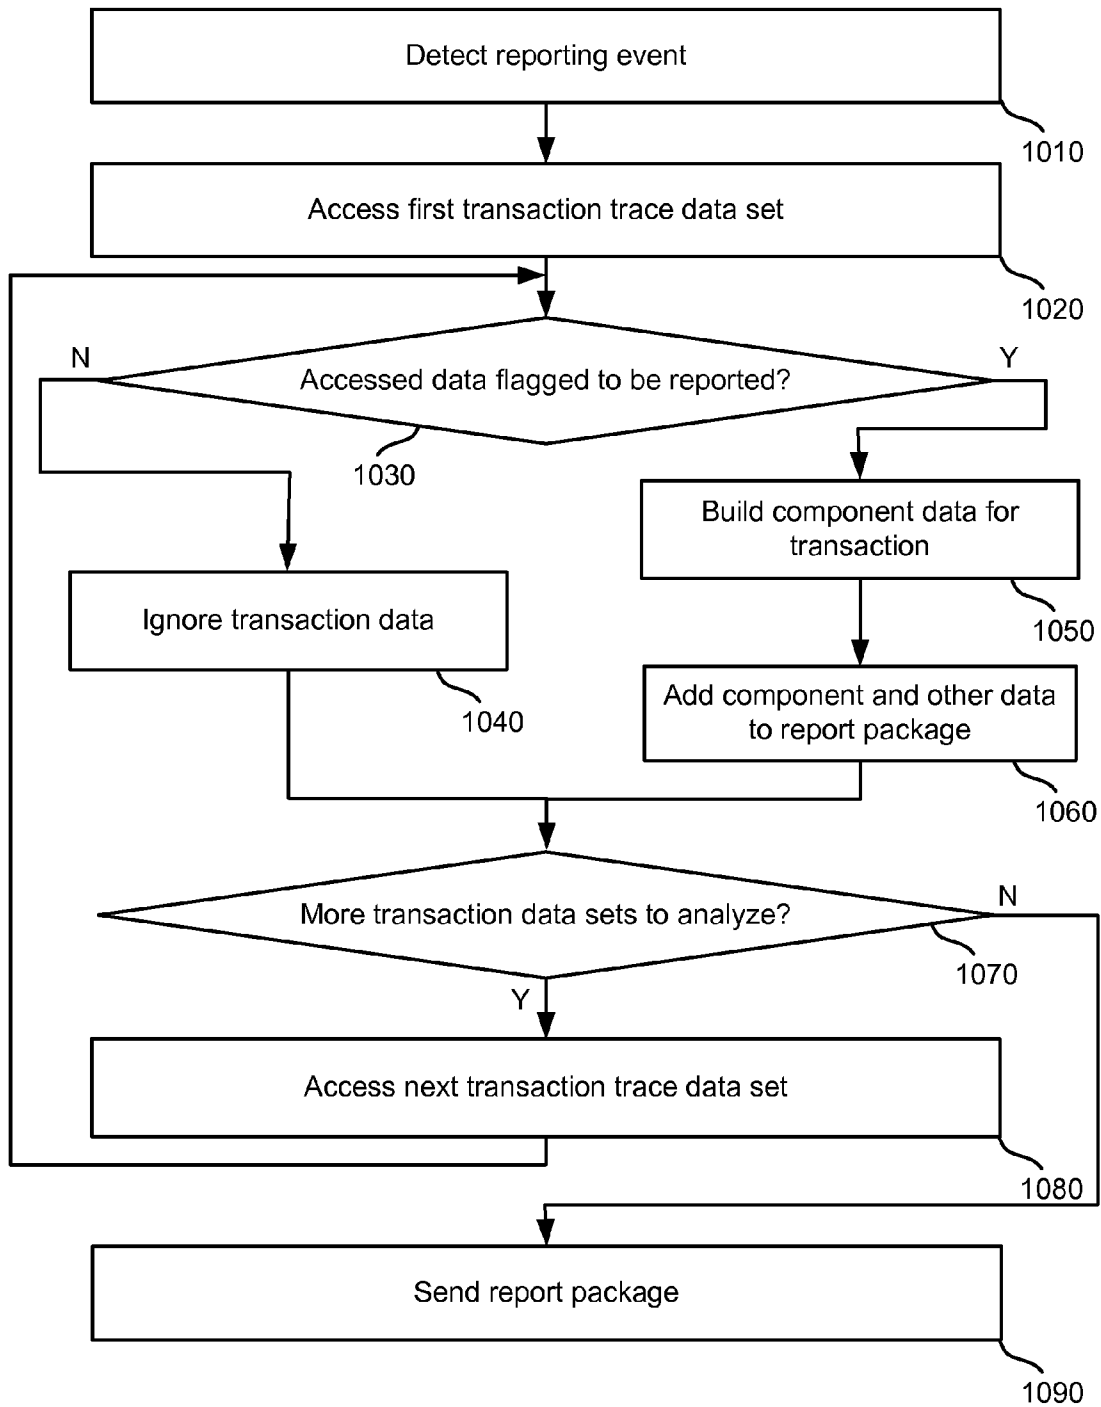 Detect reporting event
1010
Access first transaction trace data set
1020
N
Y
Accessed data flagged to be reported?
1030
Build component data for
transaction
1050
Ignore transaction data
1040
Add component and other data
to report package
1060
More transaction data sets to analyze?
N
1070
Y
Access next transaction trace data set
1080
Send report package
1090